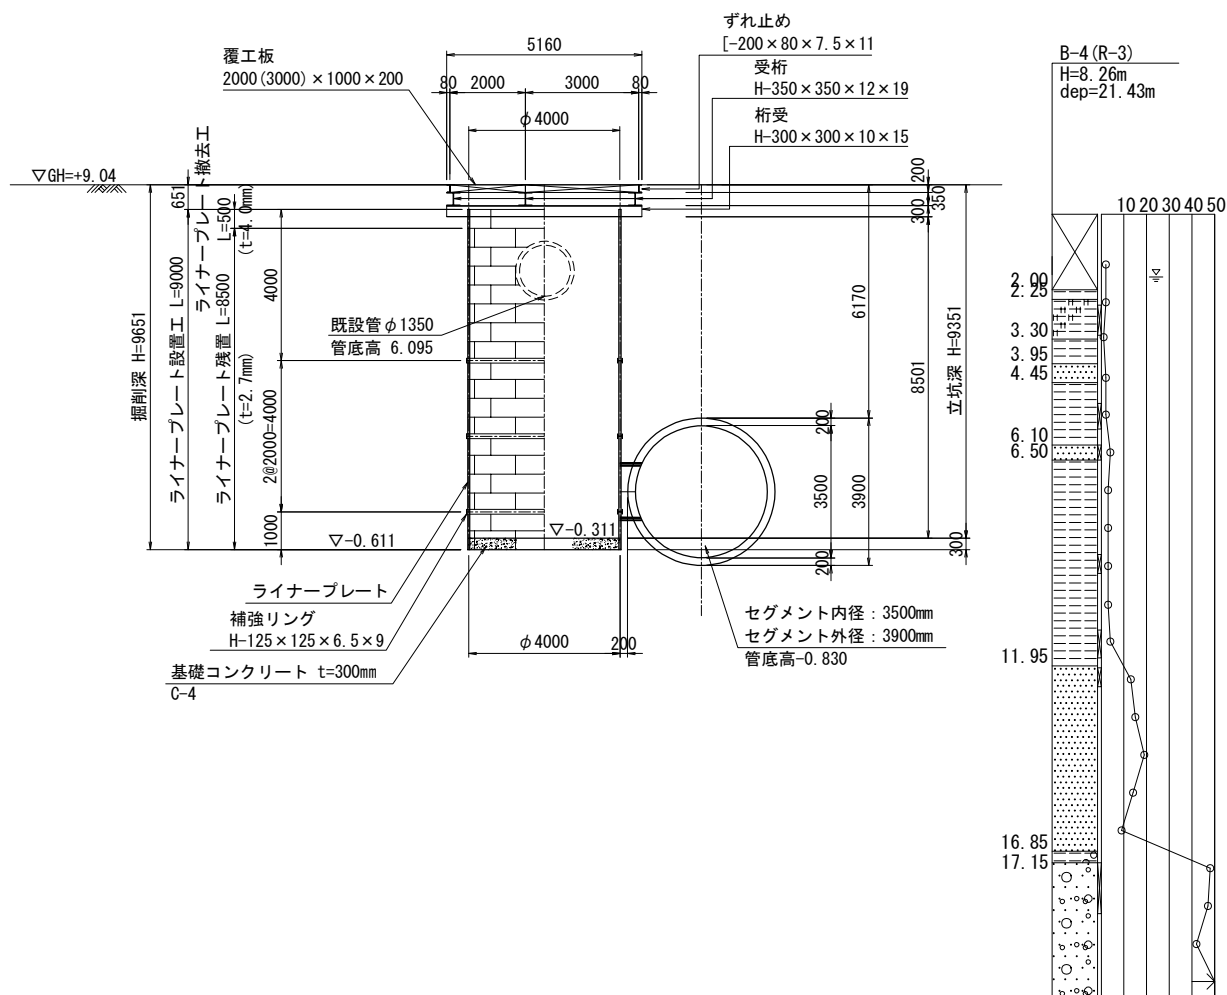 ずれ止め
[-200×80×7.5×11
受桁
H-350×350×12×19
桁受
H-300×300×10×15
覆工板
2000(3000)×1000×200
5160
80
2000
3000
80
φ4000
B-4(R-3)
H=8.26m
dep=21.43m
▽GH=+9.04
651
ライナープレート撤去工
L=500
(t=4.0mm)
200
350
300
掘削深 H=9651
ライナープレート設置工 L=9000
ライナープレート残置 L=8500
(t=2.7mm)
4000
2@2000=4000
1000
既設管φ1350
管底高 6.095
6170
8501
立坑深 H=9351
200
3500
3900
200
300
▽-0.611
▽-0.311
ライナープレート
補強リング
H-125×125×6.5×9
φ4000
200
基礎コンクリート t=300mm
C-4
セグメント内径：3500mm
セグメント外径：3900mm
管底高-0.830
10 20 30 40 50
2.00
2.25
3.30
3.95
4.45
6.10
6.50
11.95
16.85
17.15